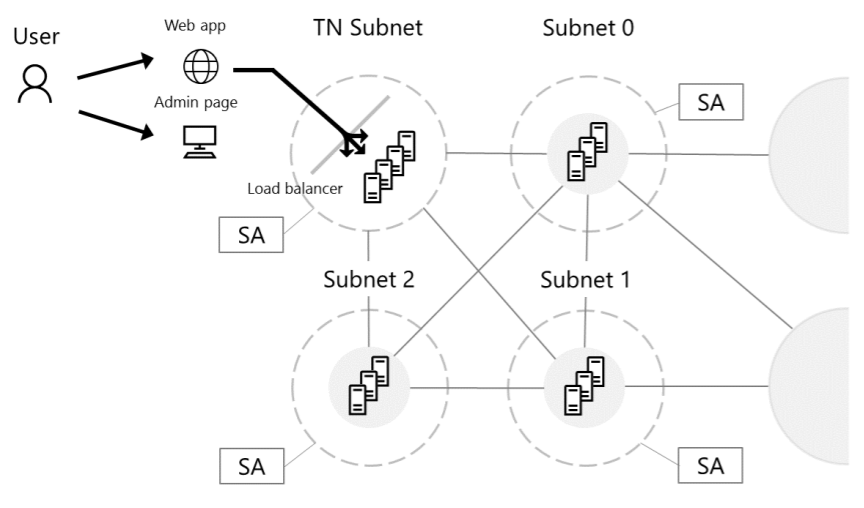 User
Web app
TN Subnet
Subnet 0
Admin page
SA
Load balancer
SA
Subnet 2
Subnet 1
SA
SA